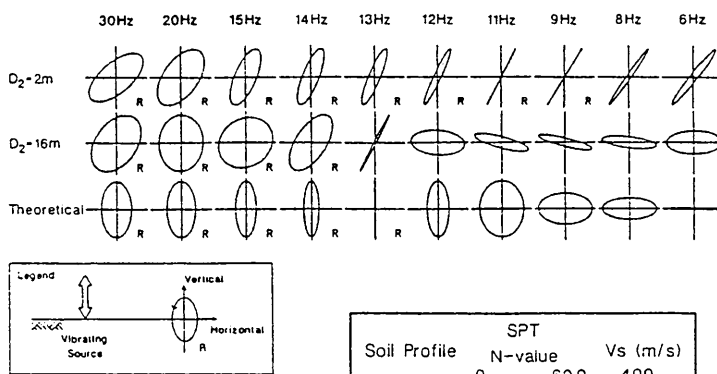 30Hz 20Hz 15Hz 14Hz 13Hz 12Hz 11Hz 9Hz 8Hz 6Hz
D₂=2m R R R R R R R R
D₂=16m R R R R
Theoretical R R R R R
Legend
Vertical
Horizontal
Vibrating
Source
R
SPT
Soil Profile N-value Vs (m/s)